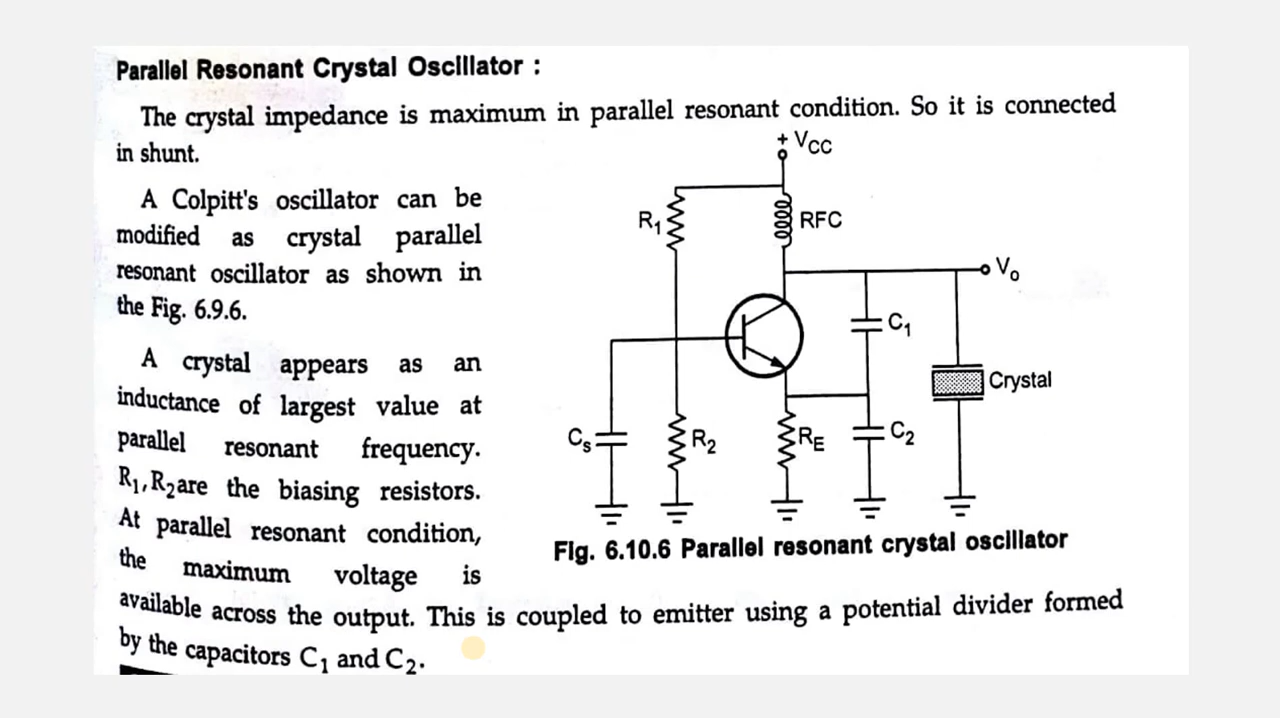 Parallel Resonant Crystal Oscillator :
The crystal impedance is maximum in parallel resonant condition. So it is connected
in shunt.
A Colpitt's oscillator can be
modified as crystal parallel
resonant oscillator as shown in
the Fig. 6.9.6.
A crystal appears as an
inductance of largest value at
parallel resonant frequency.
R₁, R₂ are the biasing resistors.
At parallel resonant condition,
the maximum voltage is
available across the output. This is coupled to emitter using a potential divider formed
by the capacitors C₁ and C₂.
+ VCC
R₁
RFC
Vo
C₁
Crystal
Cs
R₂
RE
C₂
Fig. 6.10.6 Parallel resonant crystal oscillator